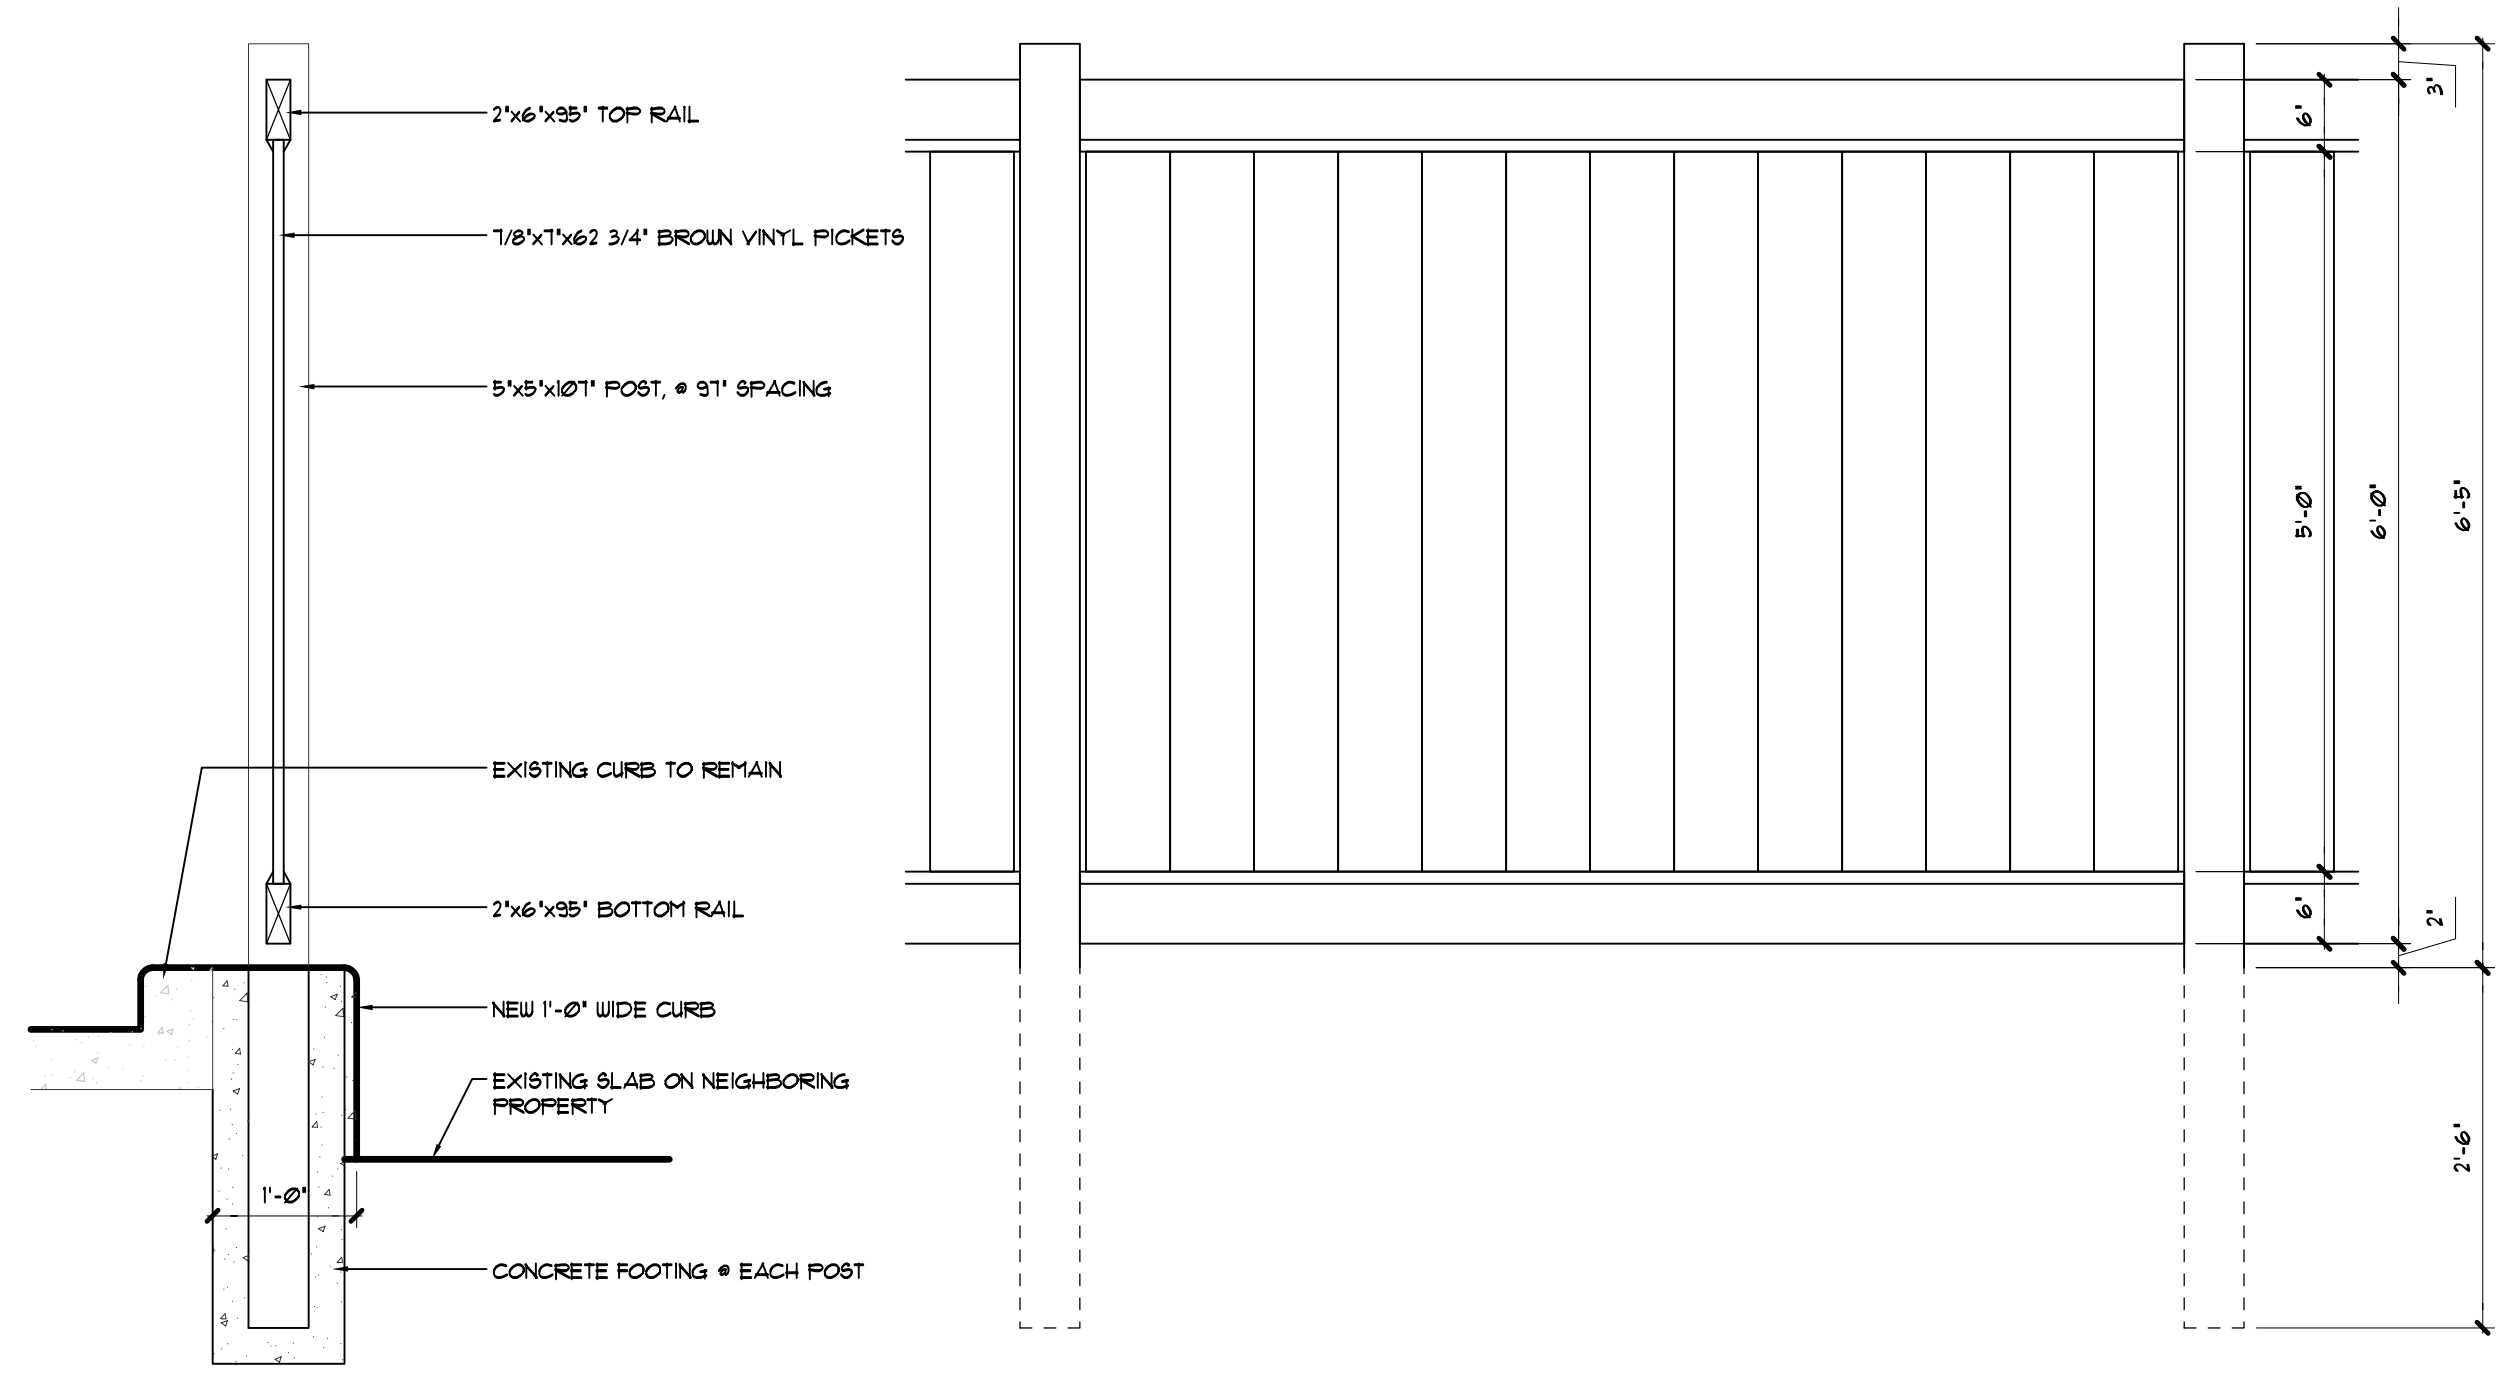 2"x6"x95" TOP RAIL
7/8"x7"x62 3/4" BROWN VINYL PICKETS
5"x5"x107" POST, @ 97" SPACING
EXISTING CURB TO REMAIN
2"x6"x95" BOTTOM RAIL
NEW 1'-0" WIDE CURB
EXISTING SLAB ON NEIGHBORING
PROPERTY
1'-0"
CONCRETE FOOTING @ EACH POST
6"
5'-0"
6"
6'-0"
3"
2"
6'-5"
2'-6"